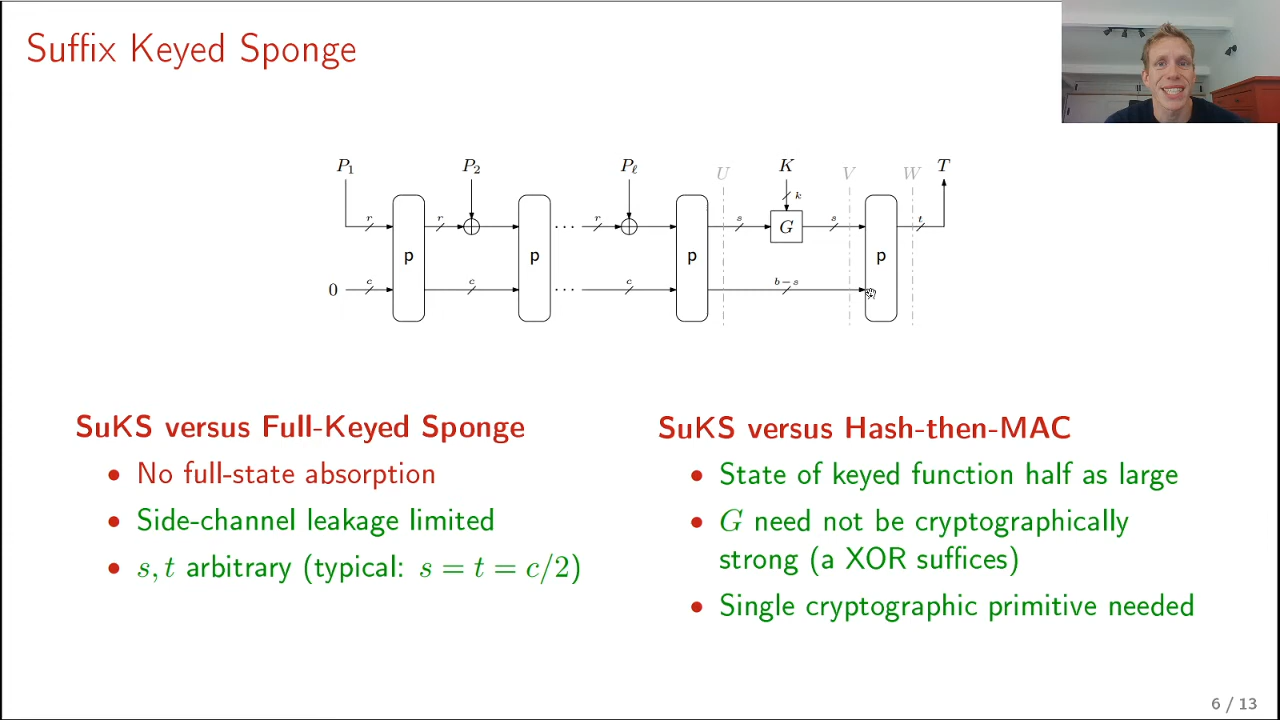 Suffix Keyed Sponge
P₁ P₂ Pℓ U K V W T
k
r r r s s t
G
p p p p
0 c c c b − s
SuKS versus Full-Keyed Sponge
• No full-state absorption
• Side-channel leakage limited
• s, t arbitrary (typical: s = t = c/2)
SuKS versus Hash-then-MAC
• State of keyed function half as large
• G need not be cryptographically
strong (a XOR suffices)
• Single cryptographic primitive needed
6 / 13